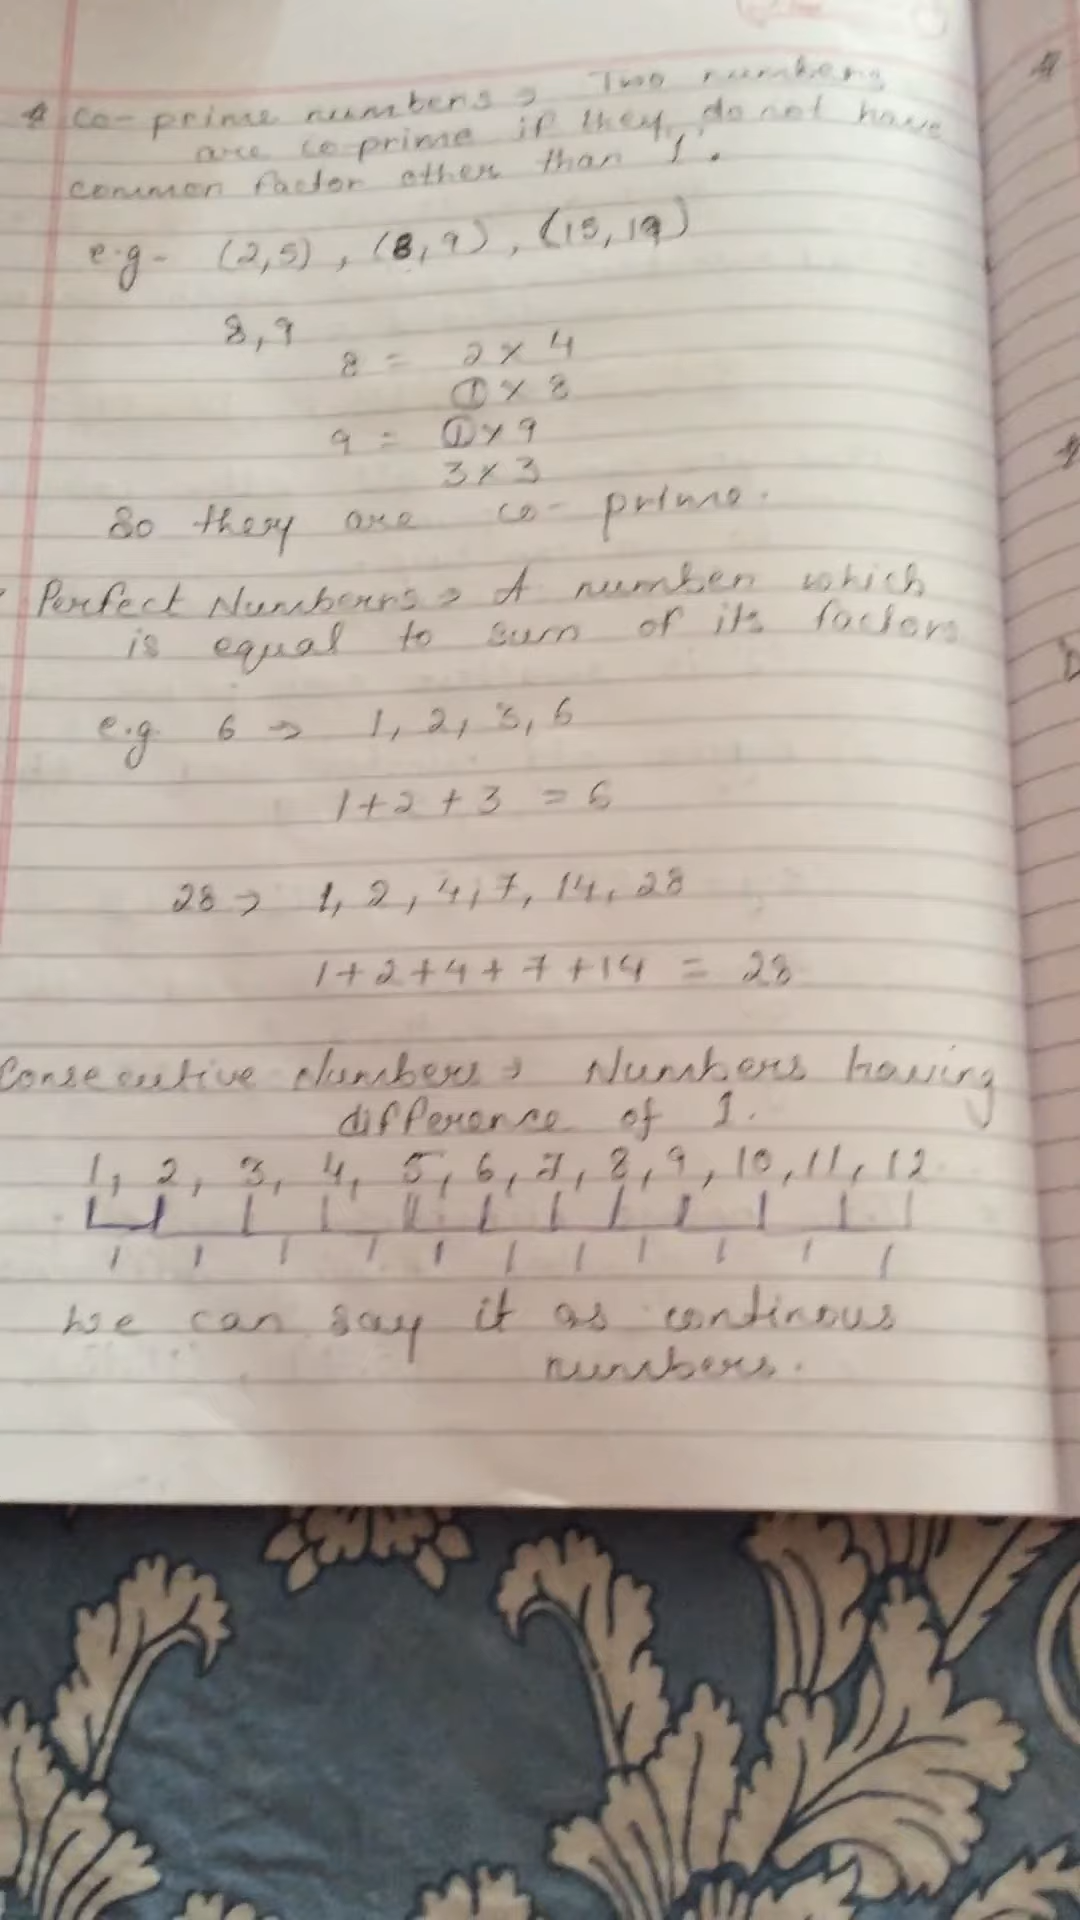 * Co-prime numbers → Two numbers
are co-prime if they do not have
common factor other than 1.
e.g- (2,5), (8,9), (15,19)
8,9
8 = 2 × 4
① × 8
9 = ① × 9
3 × 3
So they are co-prime.
Perfect Numbers → A number which
is equal to sum of its factors
e.g. 6 → 1, 2, 3, 6
1+2+3 = 6
28 → 1, 2, 4, 7, 14, 28
1+2+4+7+14 = 28
Consecutive Numbers → Numbers having
difference of 1.
1, 2, 3, 4, 5, 6, 7, 8, 9, 10, 11, 12
1 1 1 1 1 1 1 1 1 1 1
We can say it as continous
numbers.